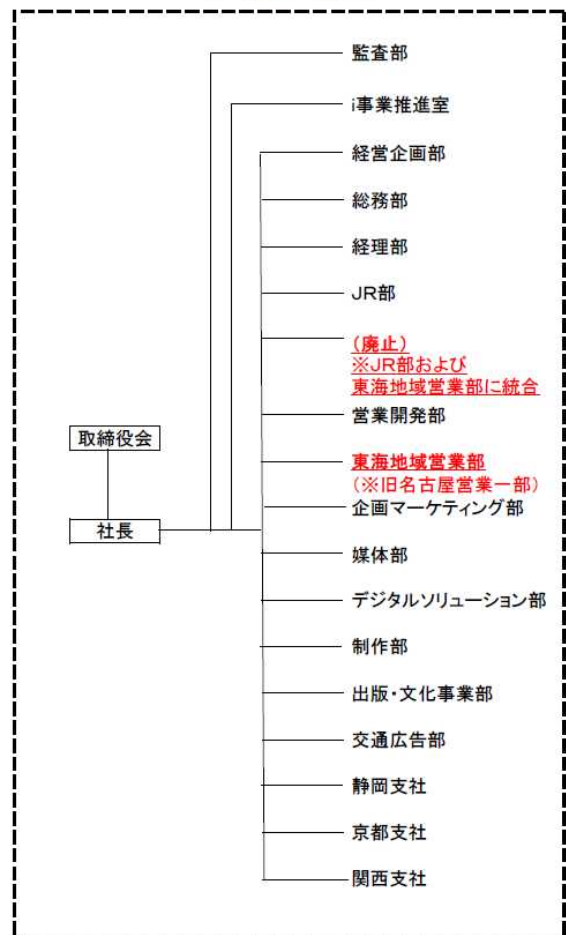 監査部
i事業推進室
経営企画部
総務部
経理部
JR部
(廃止)
※JR部および
東海地域営業部に統合
営業開発部
取締役会
東海地域営業部
(※旧名古屋営業一部)
企画マーケティング部
社長
媒体部
デジタルソリューション部
制作部
出版・文化事業部
交通広告部
静岡支社
京都支社
関西支社